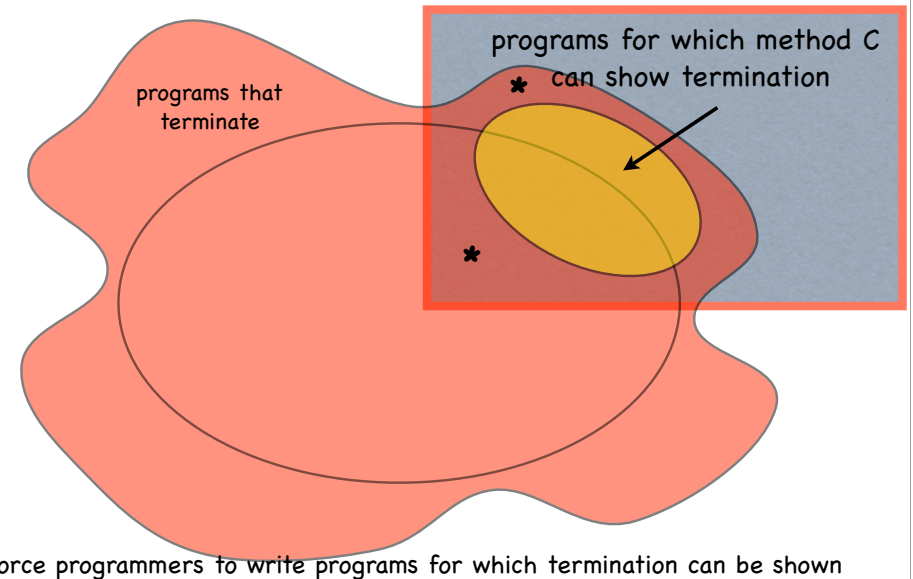 programs for which method C
can show termination
programs that
terminate
*
*
orce programmers to write programs for which termination can be shown